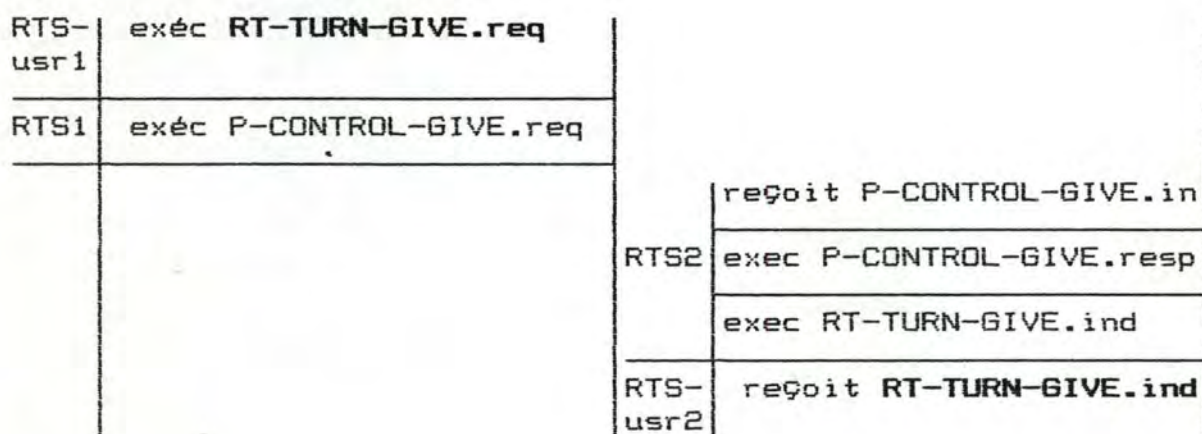 RTS- exéc RT-TURN-GIVE.req
usr1
RTS1 exéc P-CONTROL-GIVE.req
reçoit P-CONTROL-GIVE.in
RTS2 exec P-CONTROL-GIVE.resp
exec RT-TURN-GIVE.ind
RTS- reçoit RT-TURN-GIVE.ind
usr2